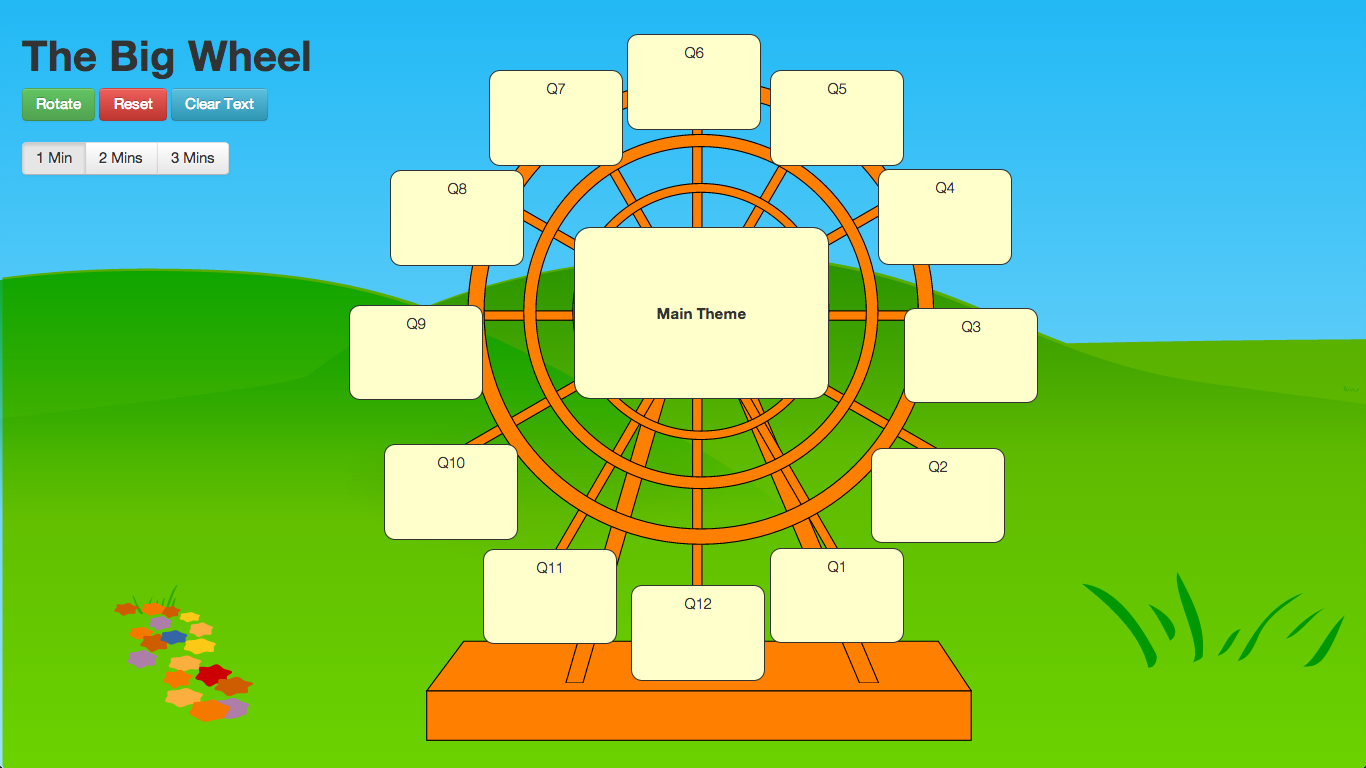 The Big Wheel
Rotate
Reset
Clear Text
1 Min
2 Mins
3 Mins
Q6
Q7
Q5
Q8
Q4
Main Theme
Q9
Q3
Q10
Q2
Q11
Q1
Q12